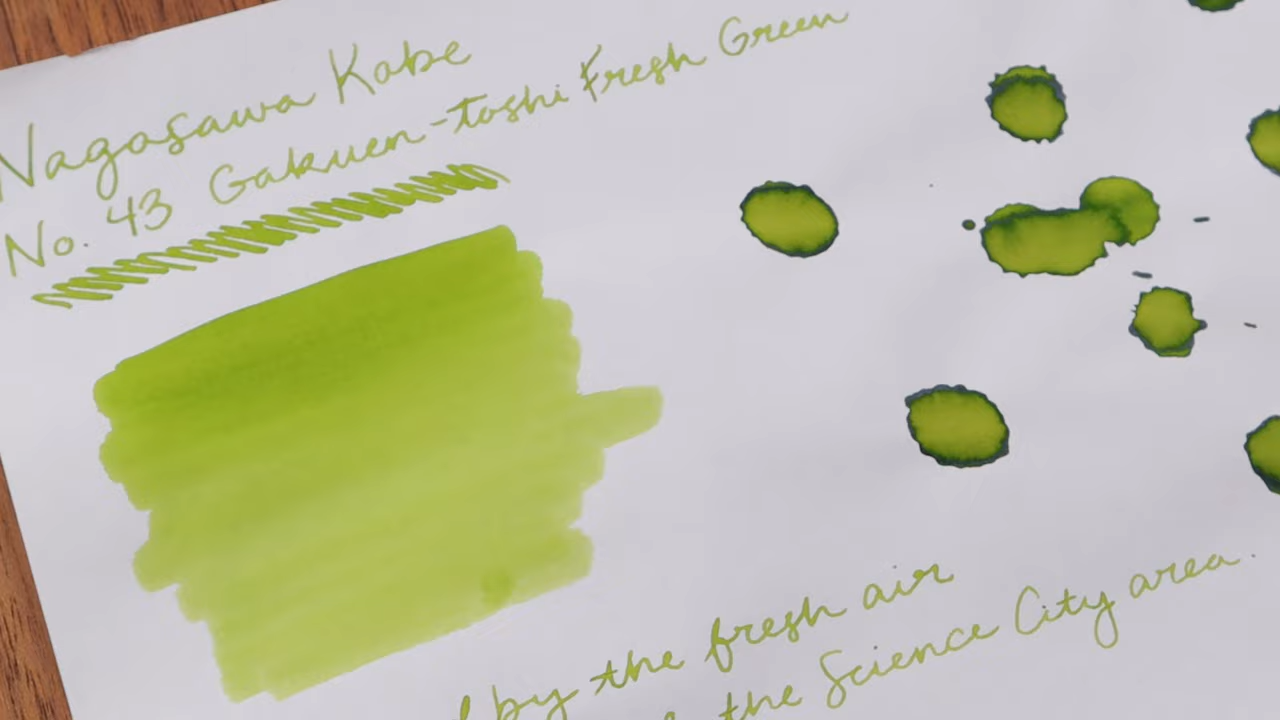 Nagasawa Kobe
No. 43 Gakuen-toshi Fresh Green
by the fresh air
the Science City area.